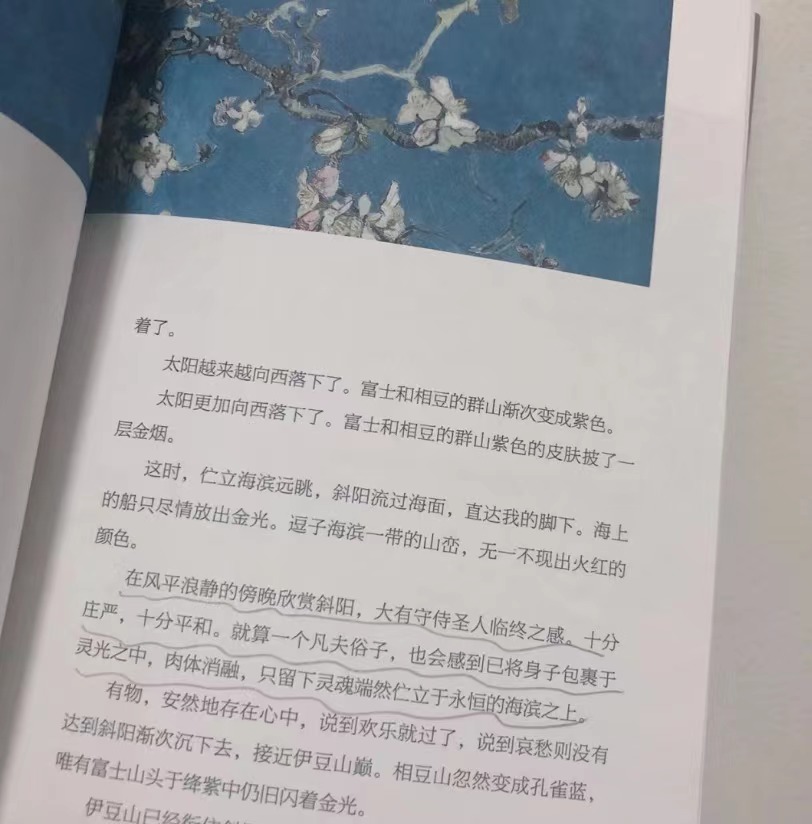 着了。
太阳越来越向西落下了。富士和相豆的群山渐次变成紫色。
太阳更加向西落下了。富士和相豆的群山紫色的皮肤披了一
层金烟。
这时，伫立海滨远眺，斜阳流过海面，直达我的脚下。海上
的船只尽情放出金光。逗子海滨一带的山峦，无一不现出火红的
颜色。
在风平浪静的傍晚欣赏斜阳，大有守侍圣人临终之感。十分
庄严，十分平和。就算一个凡夫俗子，也会感到已将身子包裹于
灵光之中，肉体消融，只留下灵魂端然伫立于永恒的海滨之上。
有物，安然地存在心中，说到欢乐就过了，说到哀愁则没有
达到斜阳渐次沉下去，接近伊豆山巅。相豆山忽然变成孔雀蓝，
唯有富士山头于绛紫中仍旧闪着金光。
伊豆山已经